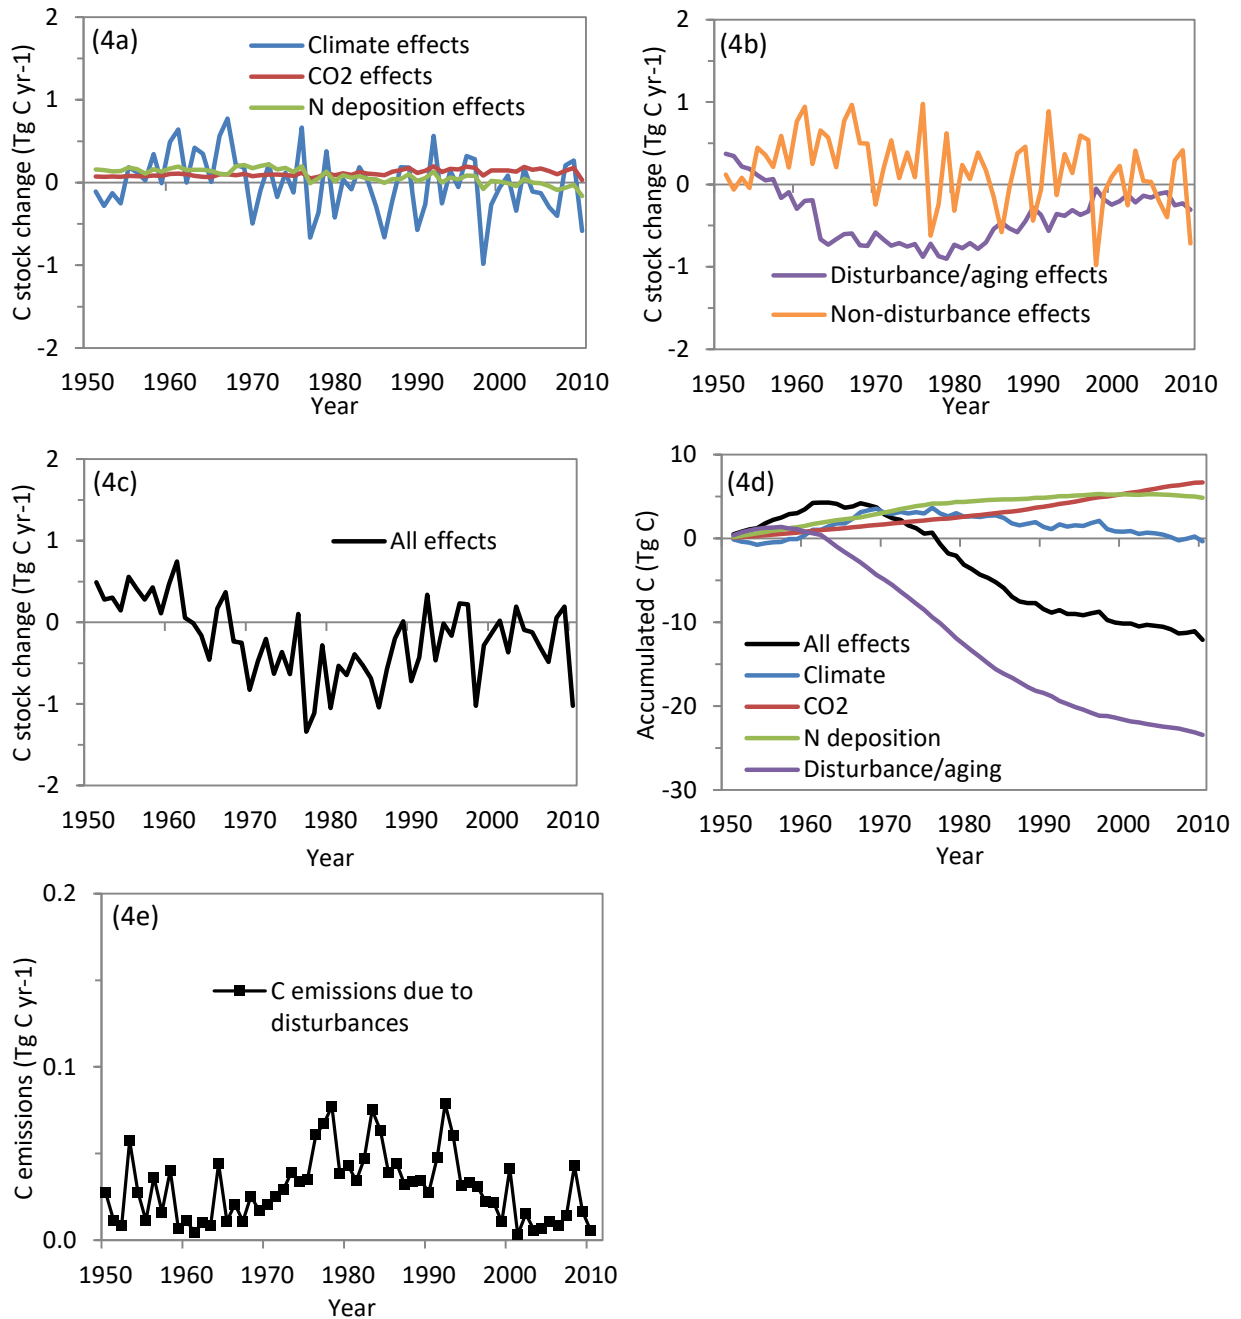 (4a)
C stock change (Tg C yr-1)
2
1
0
-1
-2
Climate effects
CO2 effects
N deposition effects
1950 1960 1970 1980 1990 2000 2010
Year
(4b)
C stock change (Tg C yr-1)
2
1
0
-1
-2
Disturbance/aging effects
Non-disturbance effects
1950 1960 1970 1980 1990 2000 2010
Year
(4c)
C stock change (Tg C yr-1)
2
1
0
-1
-2
All effects
1950 1960 1970 1980 1990 2000 2010
Year
(4d)
Accumulated C (Tg C)
10
0
-10
-20
-30
All effects
Climate
CO2
N deposition
Disturbance/aging
1950 1960 1970 1980 1990 2000 2010
Year
(4e)
C emissions (Tg C yr-1)
0.2
0.1
0.0
C emissions due to
disturbances
1950 1960 1970 1980 1990 2000 2010
Year